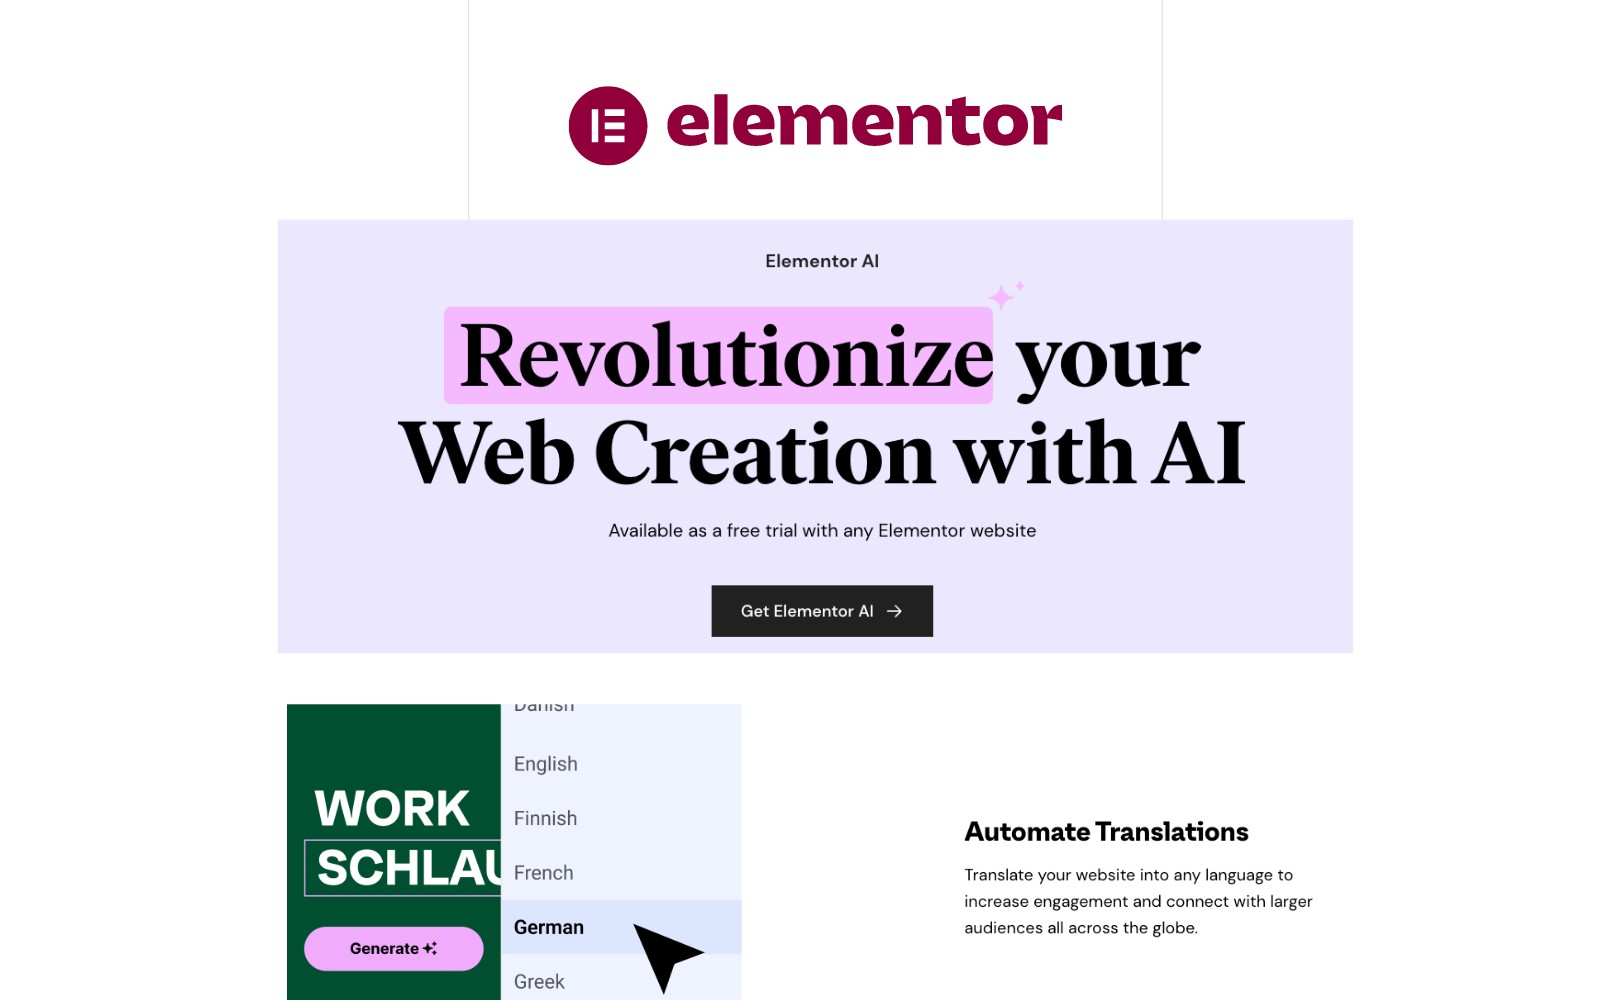 elementor
Elementor AI
Revolutionize your
Web Creation with AI
Available as a free trial with any Elementor website
Get Elementor AI →
Danish
English
Finnish
French
German
Greek
WORK
SCHLAU
Generate
Automate Translations
Translate your website into any language to
increase engagement and connect with larger
audiences all across the globe.